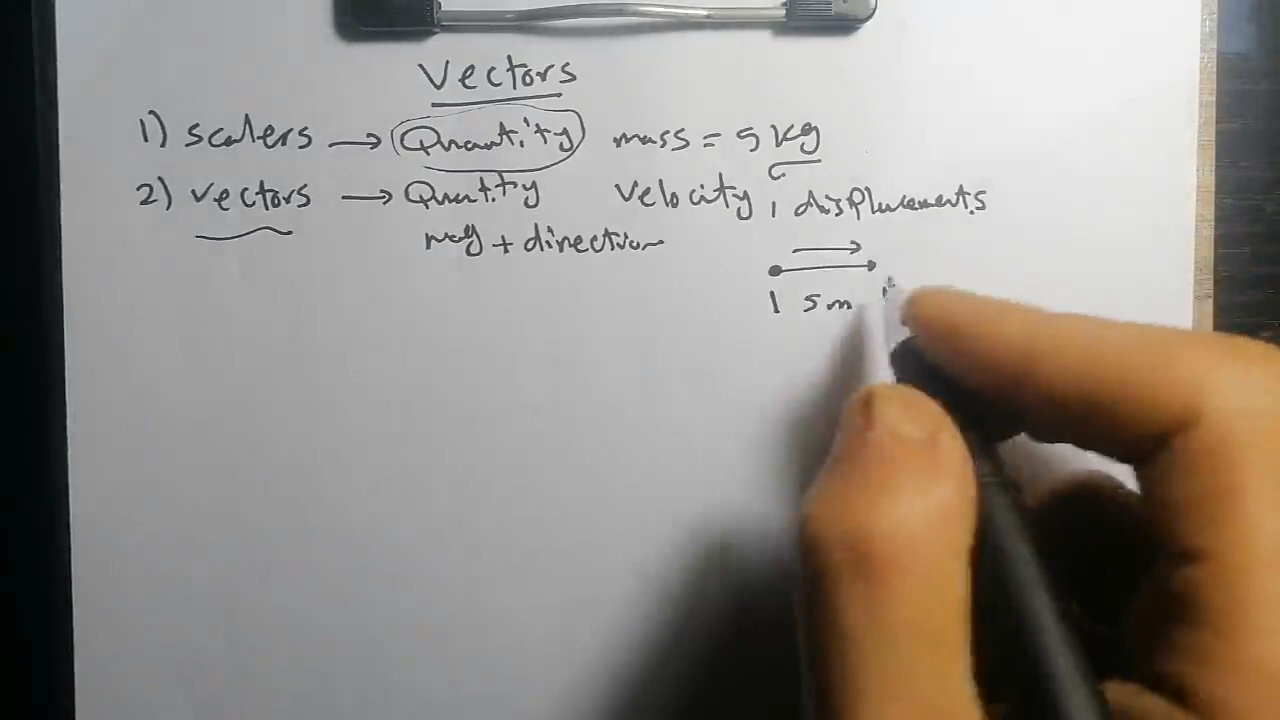 Vectors
1) scalers → Quantity mass = 5 kg
2) vectors → Quantity velocity, displacements
mag + direction
1 5m